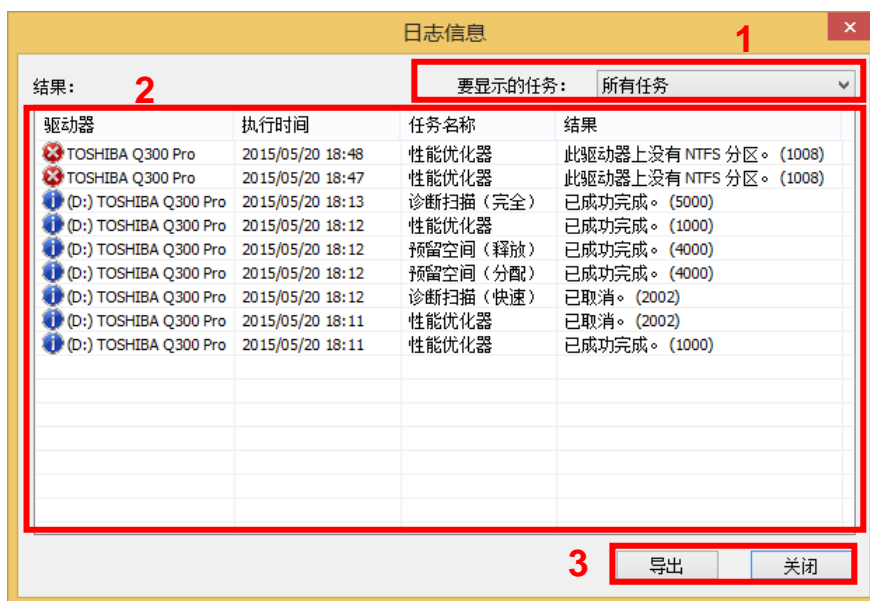 日志信息
1
结果:
2
要显示的任务: 所有任务
驱动器 执行时间 任务名称 结果
TOSHIBA Q300 Pro 2015/05/20 18:48 性能优化器 此驱动器上没有 NTFS 分区。 (1008)
TOSHIBA Q300 Pro 2015/05/20 18:47 性能优化器 此驱动器上没有 NTFS 分区。 (1008)
(D:) TOSHIBA Q300 Pro 2015/05/20 18:13 诊断扫描（完全） 已成功完成。 (5000)
(D:) TOSHIBA Q300 Pro 2015/05/20 18:12 性能优化器 已成功完成。 (1000)
(D:) TOSHIBA Q300 Pro 2015/05/20 18:12 预留空间（释放） 已成功完成。 (4000)
(D:) TOSHIBA Q300 Pro 2015/05/20 18:12 预留空间（分配） 已成功完成。 (4000)
(D:) TOSHIBA Q300 Pro 2015/05/20 18:12 诊断扫描（快速） 已取消。 (2002)
(D:) TOSHIBA Q300 Pro 2015/05/20 18:11 性能优化器 已取消。 (2002)
(D:) TOSHIBA Q300 Pro 2015/05/20 18:11 性能优化器 已成功完成。 (1000)
3
导出 关闭